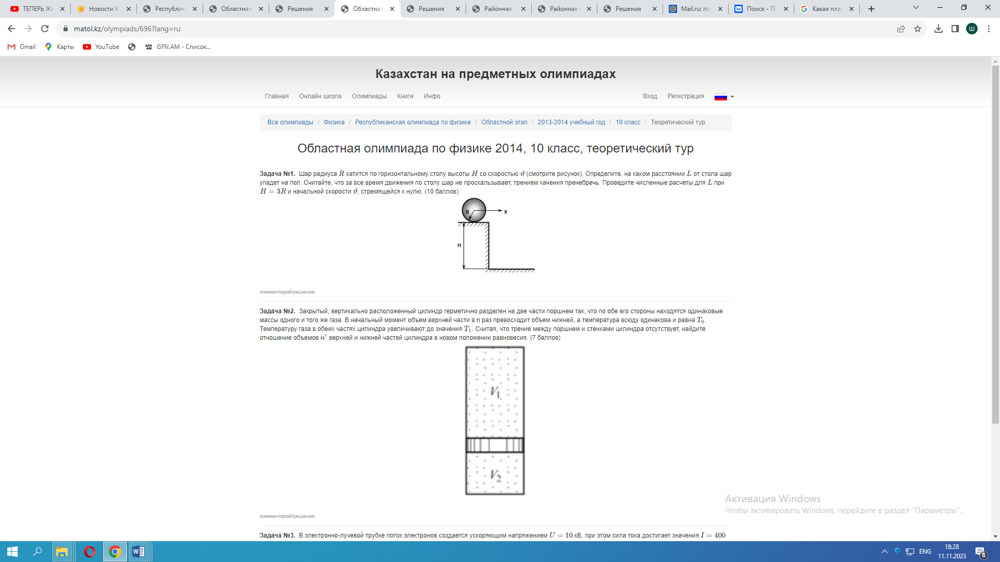 ТЕПЕРЬ Ж
Новости К
Республик
Областная
Решения
Областная
Решения
Районная
Районная
Решения
Mail.ru: по
Поиск - По
Какая пла
matol.kz/olympiads/696?lang=ru
Ш
Gmail
Карты
YouTube
GFN.AM - Список...
Казахстан на предметных олимпиадах
Главная Онлайн школа Олимпиады Книги Инфо Вход Регистрация
Все олимпиады / Физика / Республиканская олимпиада по физике / Областной этап / 2013-2014 учебный год / 10 класс / Теоретический тур
Областная олимпиада по физике 2014, 10 класс, теоретический тур
Задача №1. Шар радиуса R катится по горизонтальному столу высоты H со скоростью ϑ (смотрите рисунок). Определите, на каком расстоянии L от стола шар
упадет на пол. Считайте, что за все время движения по столу шар не проскальзывает, трением качения пренебречь. Проведите численные расчеты для L при
H = 3R и начальной скорости ϑ, стремящейся к нулю. (10 баллов)
R
v
H
комментарий/решение
Задача №2. Закрытый, вертикально расположенный цилиндр герметично разделен на две части поршнем так, что по обе его стороны находятся одинаковые
массы одного и того же газа. В начальный момент объем верхней части в n раз превосходит объем нижней, а температура всюду одинакова и равна T₀.
Температуру газа в обеих частях цилиндра увеличивают до значения T₁. Считая, что трение между поршнем и стенками цилиндра отсутствует, найдите
отношение объемов n′ верхней и нижней частей цилиндра в новом положении равновесия. (7 баллов)
V₁
V₂
комментарий/решение
Задача №3. В электронно-лучевой трубке поток электронов создается ускоряющим напряжением U = 10 кВ, при этом сила тока достигает значения I = 400
Активация Windows
Чтобы активировать Windows, перейдите в раздел "Параметры".
ENG
18:28
11.11.2023
8